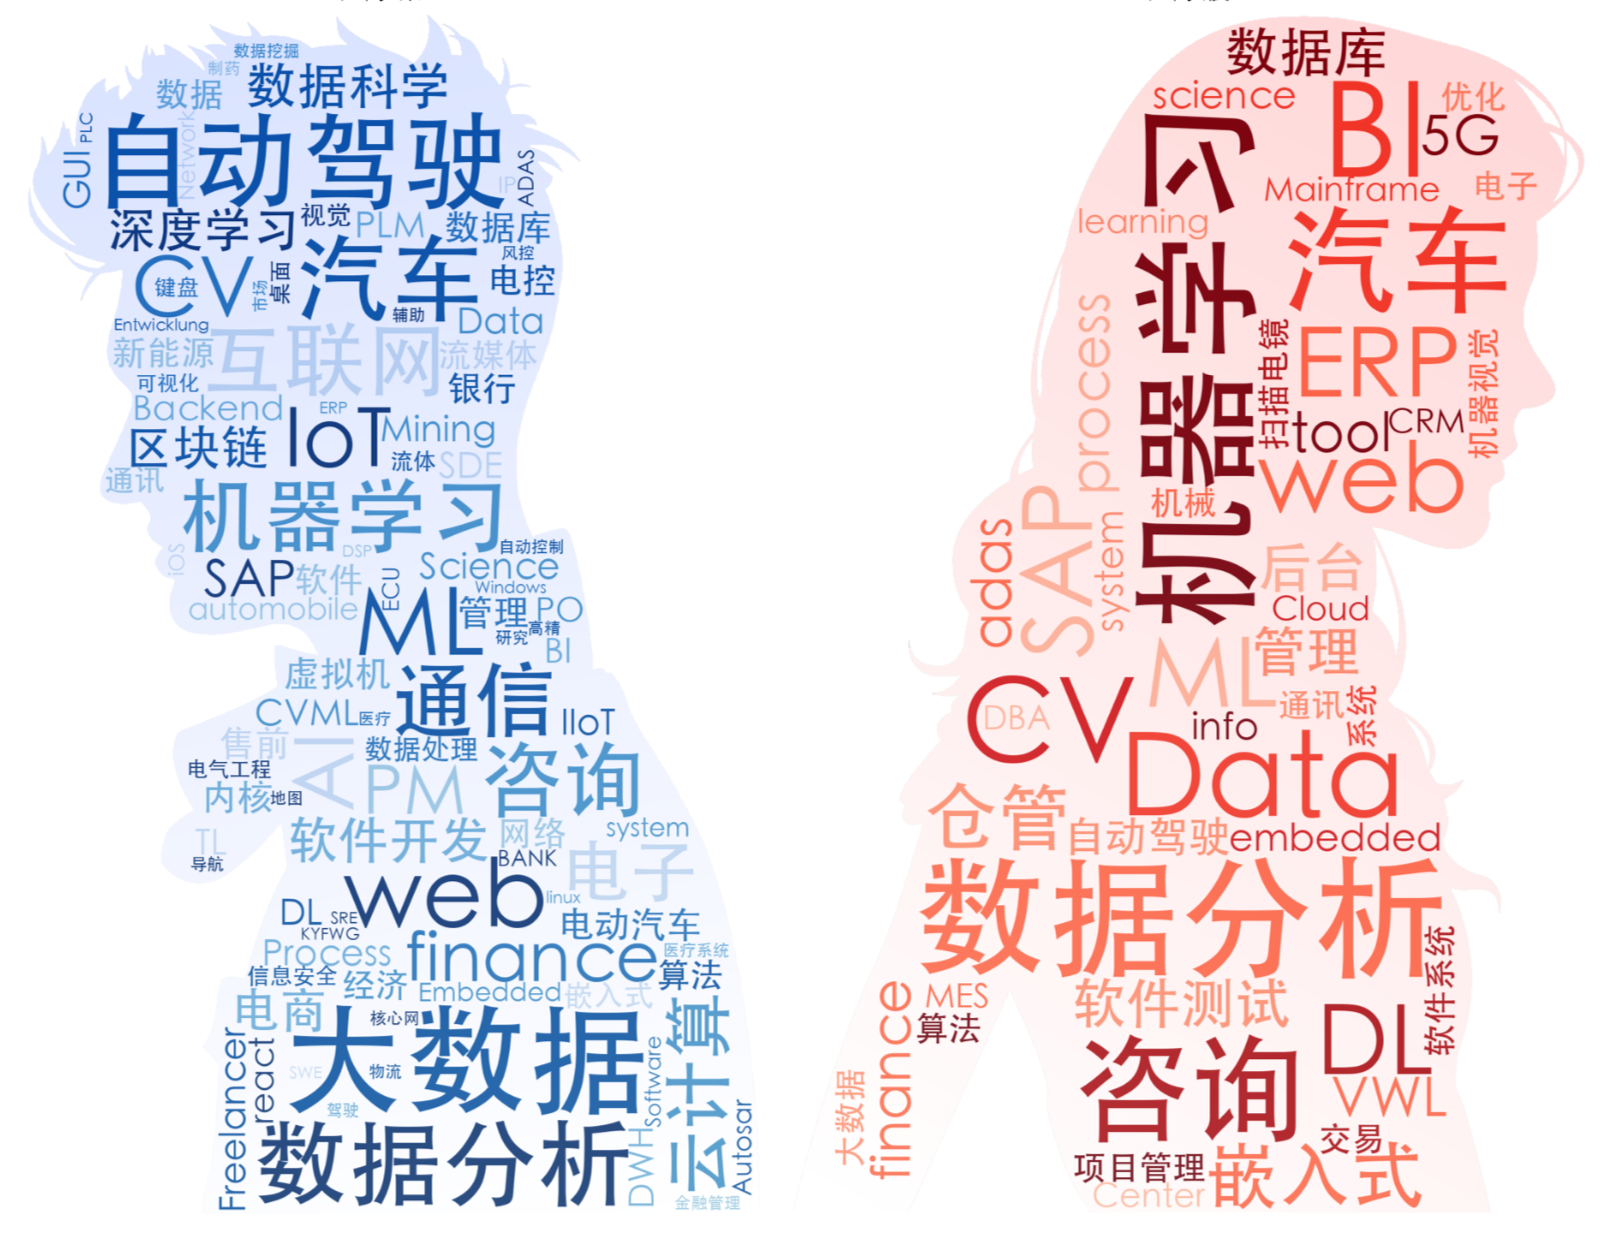 数据挖掘
制药
数据科学
数据
PLC
Network
自动驾驶
GUI
ADAS
IP
深度学习
视觉
PLM
数据库
风控
汽车
CV
键盘
市场
桌面
电控
辅助
Data
Entwicklung
新能源
互联网
流媒体
可视化
银行
Backend
ERP
IoT
Mining
区块链
流体
SDE
通讯
机器学习
iOS
DSP
自动控制
SAP
软件
ECU
Science
Windows
automobile
ML
管理
PO
研究
高精
BI
虚拟机
通信
CVML
医疗
IIoT
售前
AI
数据处理
咨询
电气工程
PM
内核
地图
软件开发
网络
system
TL
导航
BANK
电子
web
linux
DL
SRE
KYFWG
电动汽车
Process
finance
医疗系统
信息安全
经济
算法
Embedded
嵌入式
电商
核心网
大数据
云计算
Freelancer
react
SWE
物流
Software
驾驶
数据分析
DWH
Autosar
金融管理
数据库
science
BI
优化
5G
机器学习
Mainframe
电子
learning
汽车
process
扫描电镜
ERP
机器视觉
tool
CRM
web
机械
SAP
adas
system
后台
Cloud
ML
管理
CV
DBA
通讯
系统
info
Data
仓管
自动驾驶
embedded
数据分析
软件系统
MES
软件测试
算法
finance
DL
咨询
大数据
VWL
交易
项目管理
嵌入式
Center